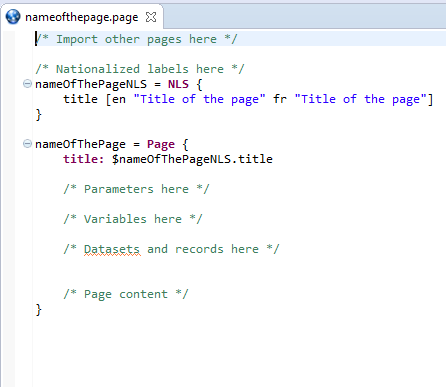 nameofthepage.page
/* Import other pages here */
/* Nationalized labels here */
nameOfThePageNLS = NLS {
title [en "Title of the page" fr "Title of the page"]
}
nameOfThePage = Page {
title: $nameOfThePageNLS.title
/* Parameters here */
/* Variables here */
/* Datasets and records here */
/* Page content */
}